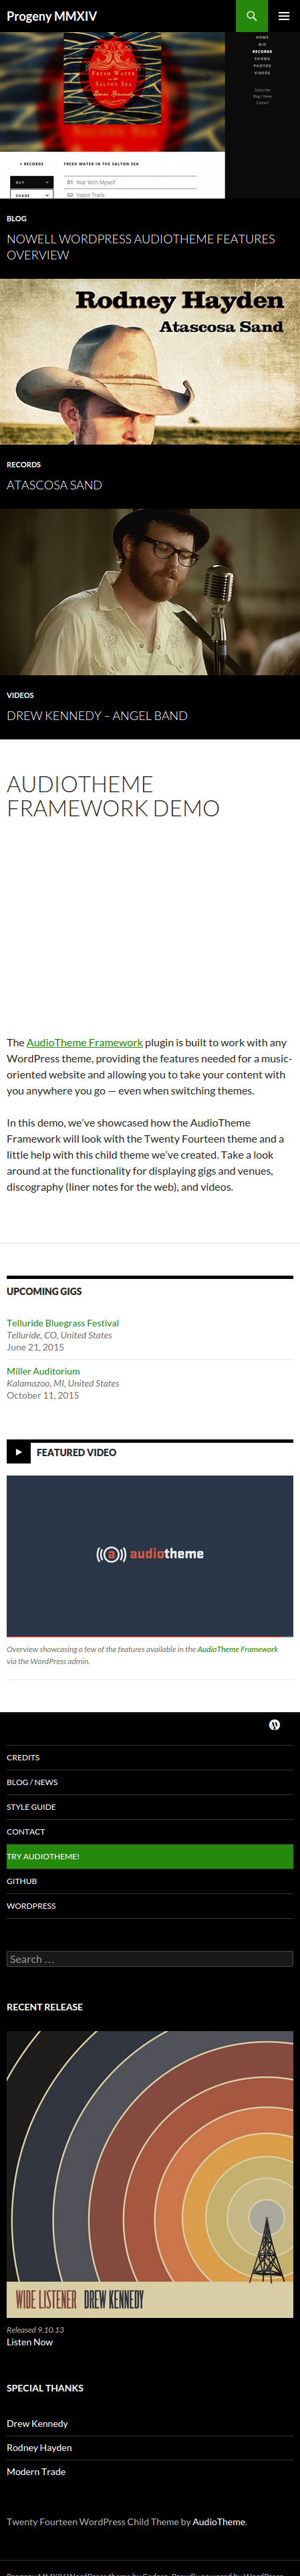 Progeny MMXIV
HOME
BIO
RECORDS
SHOWS
PHOTOS
VIDEOS
Subscribe
Blog / News
Contact
FRESH WATER
IN THE
SALTON SEA
RECORDS
FRESH WATER IN THE SALTON SEA
BUY
01 War With Myself
SHARE
02 Vapor Trails
BLOG
NOWELL WORDPRESS AUDIOTHEME FEATURES
OVERVIEW
Rodney Hayden
Atascosa Sand
RECORDS
ATASCOSA SAND
VIDEOS
DREW KENNEDY – ANGEL BAND
AUDIOTHEME
FRAMEWORK DEMO
The AudioTheme Framework plugin is built to work with any
WordPress theme, providing the features needed for a music-
oriented website and allowing you to take your content with
you anywhere you go — even when switching themes.
In this demo, we've showcased how the AudioTheme
Framework will look with the Twenty Fourteen theme and a
little help with this child theme we've created. Take a look
around at the functionality for displaying gigs and venues,
discography (liner notes for the web), and videos.
UPCOMING GIGS
Telluride Bluegrass Festival
Telluride, CO, United States
June 21, 2015
Miller Auditorium
Kalamazoo, MI, United States
October 11, 2015
FEATURED VIDEO
audiotheme
Overview showcasing a few of the features available in the AudioTheme Framework
via the WordPress admin.
CREDITS
BLOG / NEWS
STYLE GUIDE
CONTACT
TRY AUDIOTHEME!
GITHUB
WORDPRESS
Search …
RECENT RELEASE
WIDE LISTENER DREW KENNEDY
Released 9.10.13
Listen Now
SPECIAL THANKS
Drew Kennedy
Rodney Hayden
Modern Trade
Twenty Fourteen WordPress Child Theme by AudioTheme.